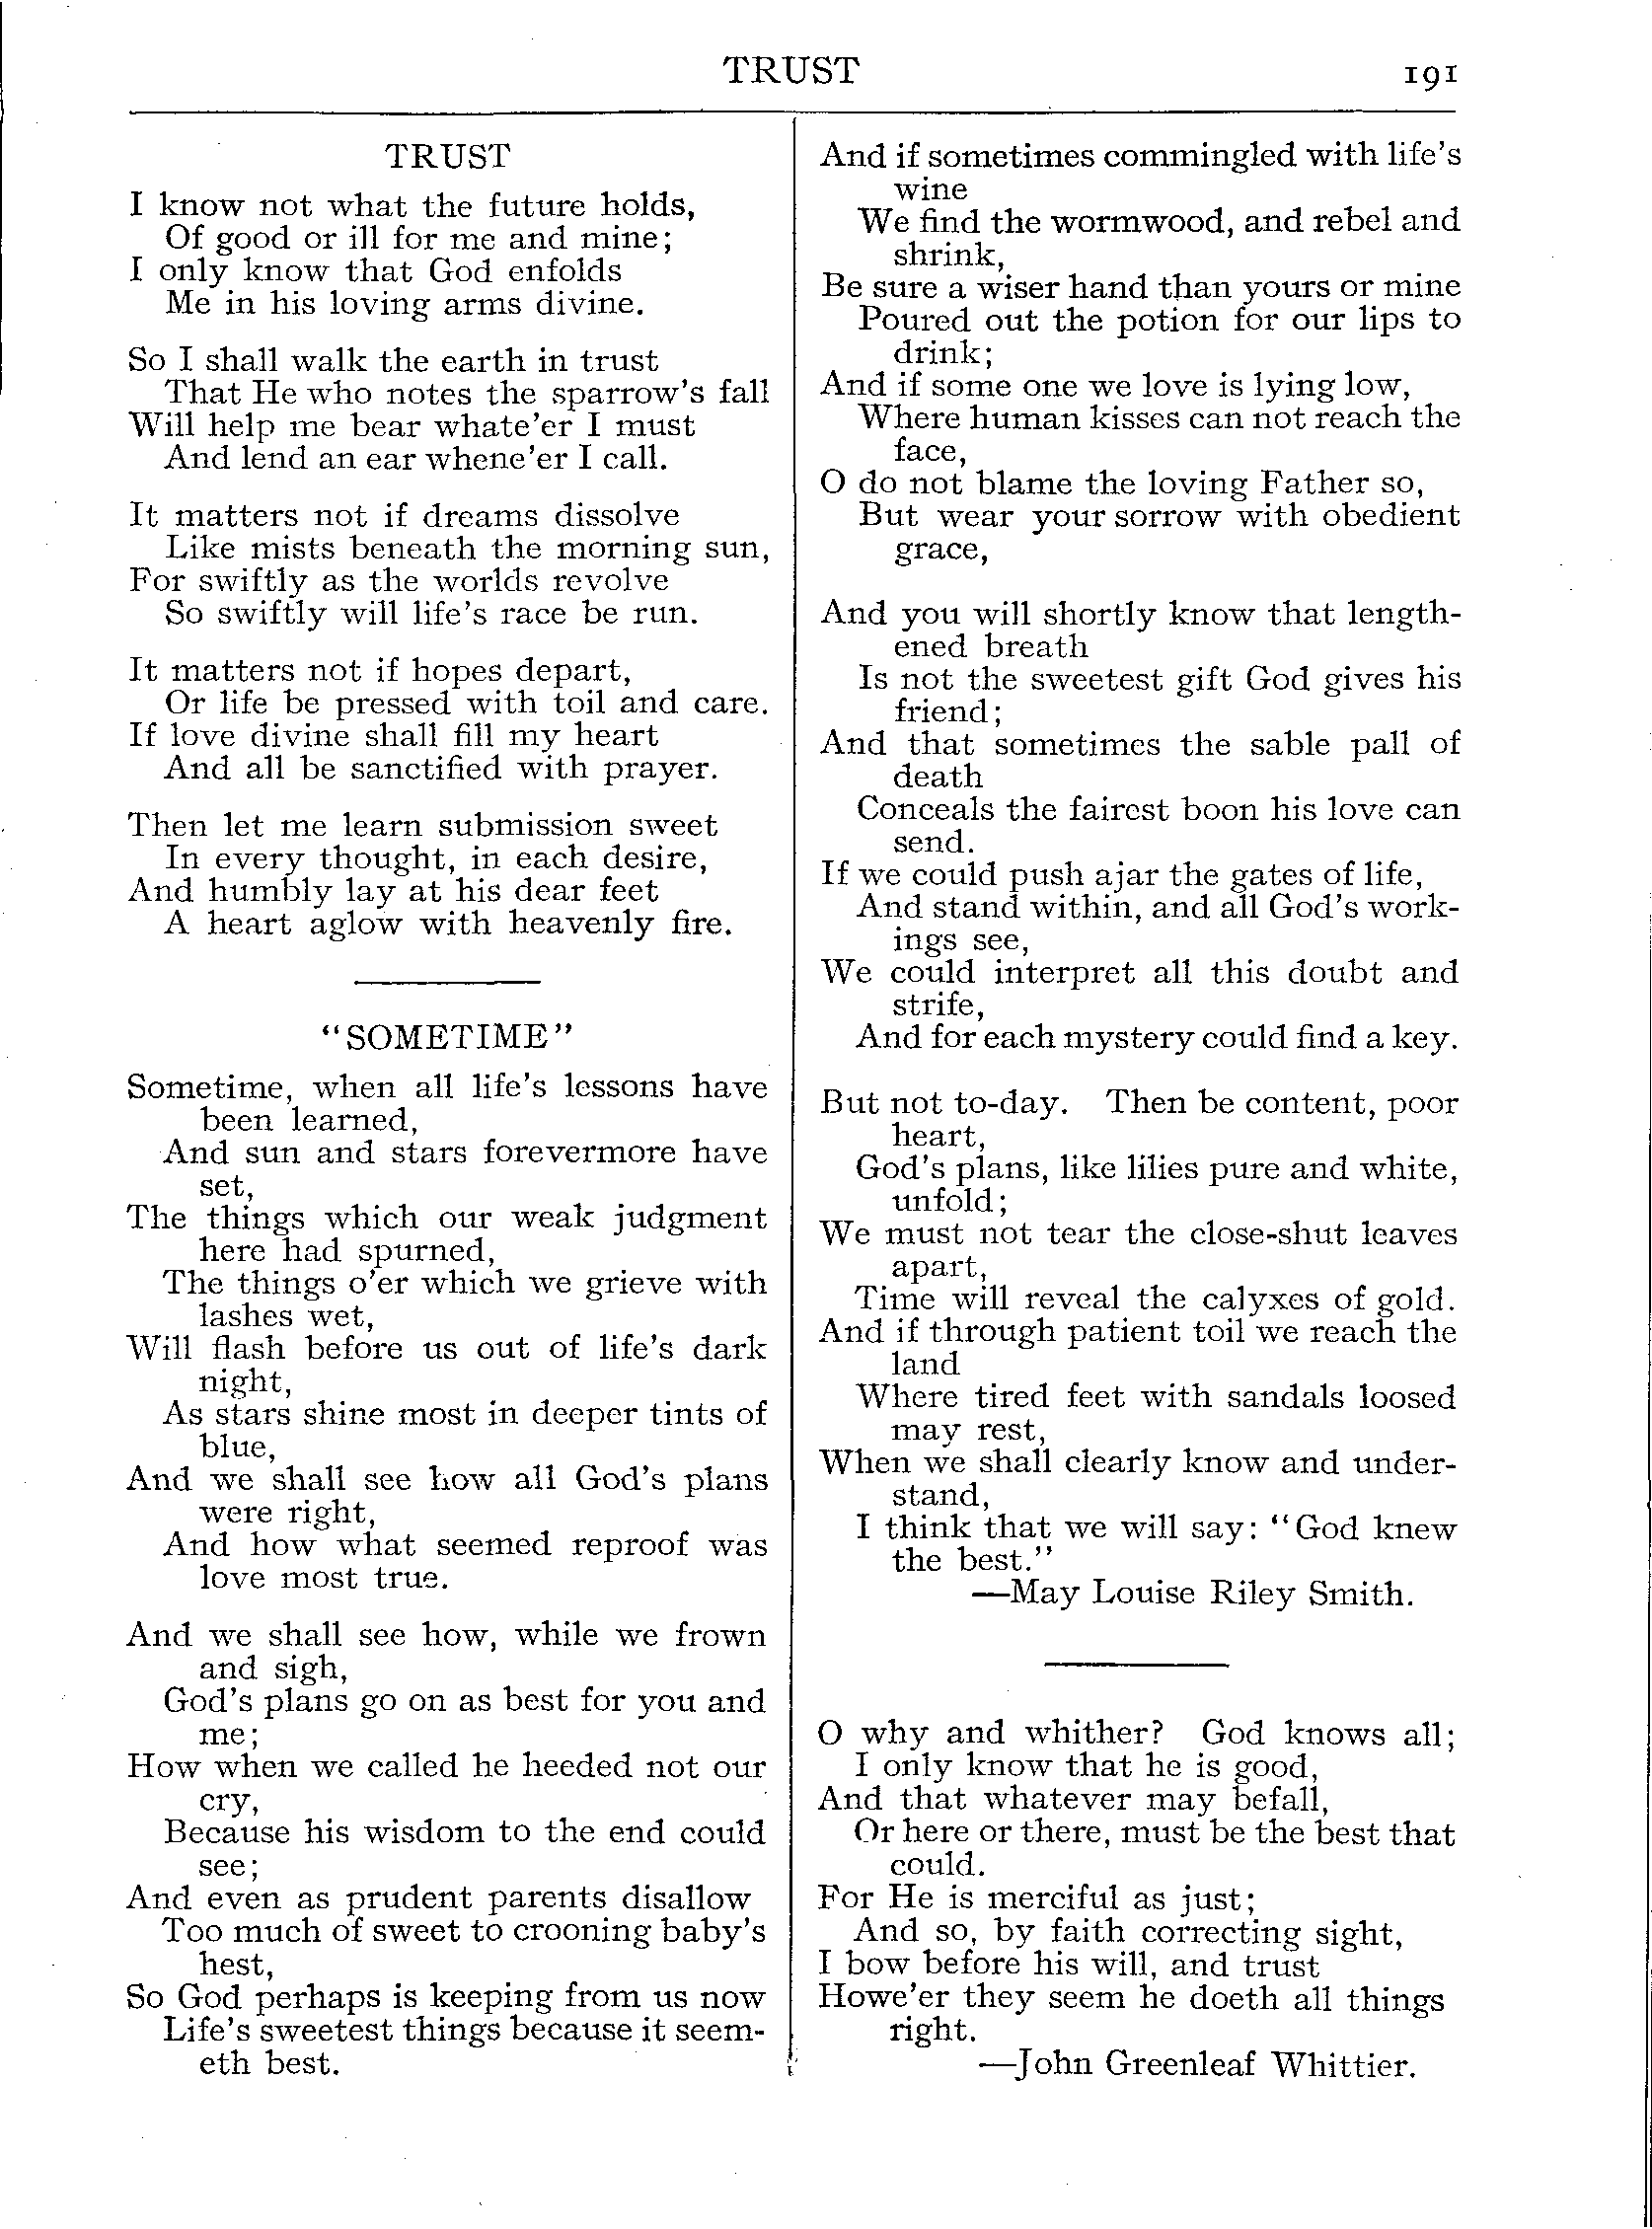 TRUST
191
TRUST
I know not what the future holds,
Of good or ill for me and mine;
I only know that God enfolds
Me in his loving arms divine.
So I shall walk the earth in trust
That He who notes the sparrow's fall
Will help me bear whate'er I must
And lend an ear whene'er I call.
It matters not if dreams dissolve
Like mists beneath the morning sun,
For swiftly as the worlds revolve
So swiftly will life's race be run.
It matters not if hopes depart,
Or life be pressed with toil and care.
If love divine shall fill my heart
And all be sanctified with prayer.
Then let me learn submission sweet
In every thought, in each desire,
And humbly lay at his dear feet
A heart aglow with heavenly fire.
"SOMETIME"
Sometime, when all life's lessons have
been learned,
And sun and stars forevermore have
set,
The things which our weak judgment
here had spurned,
The things o'er which we grieve with
lashes wet,
Will flash before us out of life's dark
night,
As stars shine most in deeper tints of
blue,
And we shall see how all God's plans
were right,
And how what seemed reproof was
love most true.
And we shall see how, while we frown
and sigh,
God's plans go on as best for you and
me;
How when we called he heeded not our
cry,
Because his wisdom to the end could
see;
And even as prudent parents disallow
Too much of sweet to crooning baby's
hest,
So God perhaps is keeping from us now
Life's sweetest things because it seem-
eth best.
And if sometimes commingled with life's
wine
We find the wormwood, and rebel and
shrink,
Be sure a wiser hand than yours or mine
Poured out the potion for our lips to
drink;
And if some one we love is lying low,
Where human kisses can not reach the
face,
O do not blame the loving Father so,
But wear your sorrow with obedient
grace,
And you will shortly know that length-
ened breath
Is not the sweetest gift God gives his
friend;
And that sometimes the sable pall of
death
Conceals the fairest boon his love can
send.
If we could push ajar the gates of life,
And stand within, and all God's work-
ings see,
We could interpret all this doubt and
strife,
And for each mystery could find a key.
But not to-day. Then be content, poor
heart,
God's plans, like lilies pure and white,
unfold;
We must not tear the close-shut leaves
apart,
Time will reveal the calyxes of gold.
And if through patient toil we reach the
land
Where tired feet with sandals loosed
may rest,
When we shall clearly know and under-
stand,
I think that we will say: "God knew
the best."
—May Louise Riley Smith.
O why and whither? God knows all;
I only know that he is good,
And that whatever may befall,
Or here or there, must be the best that
could.
For He is merciful as just;
And so, by faith correcting sight,
I bow before his will, and trust
Howe'er they seem he doeth all things
right.
—John Greenleaf Whittier.